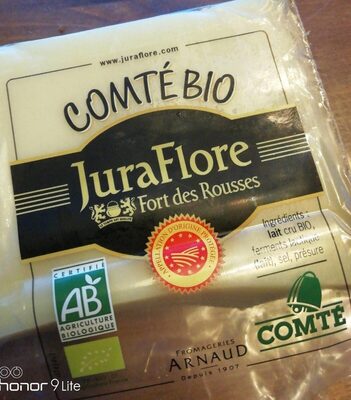 www.juraflore.com
COMTÉ BIO
JuraFlore
Fort des Rousses
APPELLATION D'ORIGINE PROTÉGÉE
Ingrédients :
lait cru BIO,
ferments lactique
sel, présure
CERTIFIÉ
AB
AGRICULTURE
BIOLOGIQUE
COMTÉ
FROMAGERIES
ARNAUD
Depuis 1907
honor 9 Lite